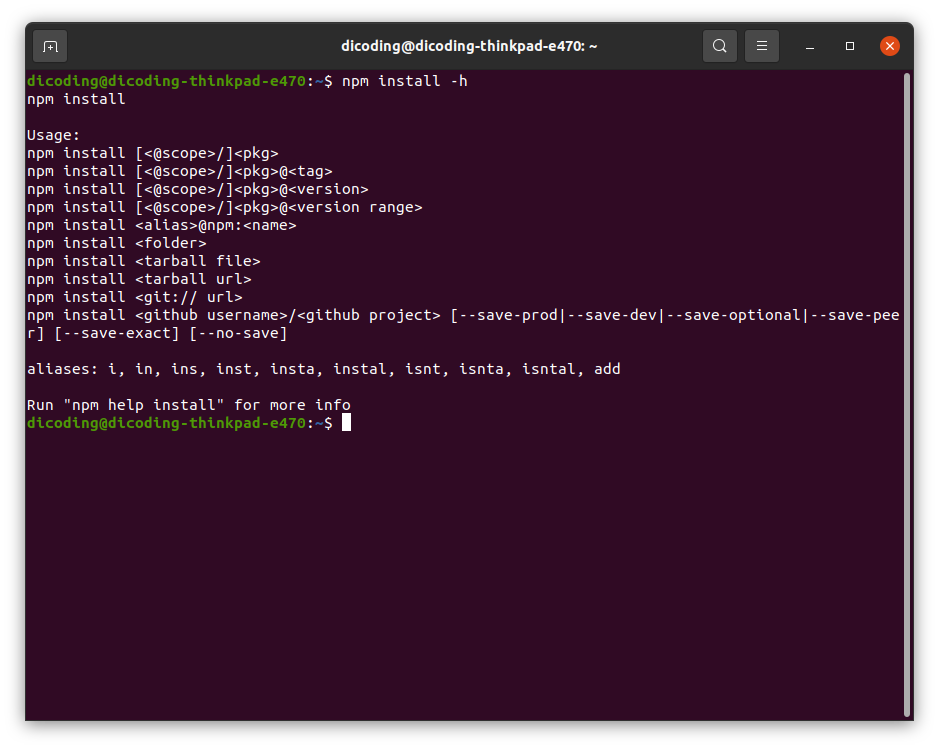 dicoding@dicoding-thinkpad-e470: ~
dicoding@dicoding-thinkpad-e470:~$ npm install -h
npm install
Usage:
npm install [<@scope>/]<pkg>
npm install [<@scope>/]<pkg>@<tag>
npm install [<@scope>/]<pkg>@<version>
npm install [<@scope>/]<pkg>@<version range>
npm install <alias>@npm:<name>
npm install <folder>
npm install <tarball file>
npm install <tarball url>
npm install <git:// url>
npm install <github username>/<github project> [--save-prod|--save-dev|--save-optional|--save-pee
r] [--save-exact] [--no-save]
aliases: i, in, ins, inst, insta, instal, isnt, isnta, isntal, add
Run "npm help install" for more info
dicoding@dicoding-thinkpad-e470:~$